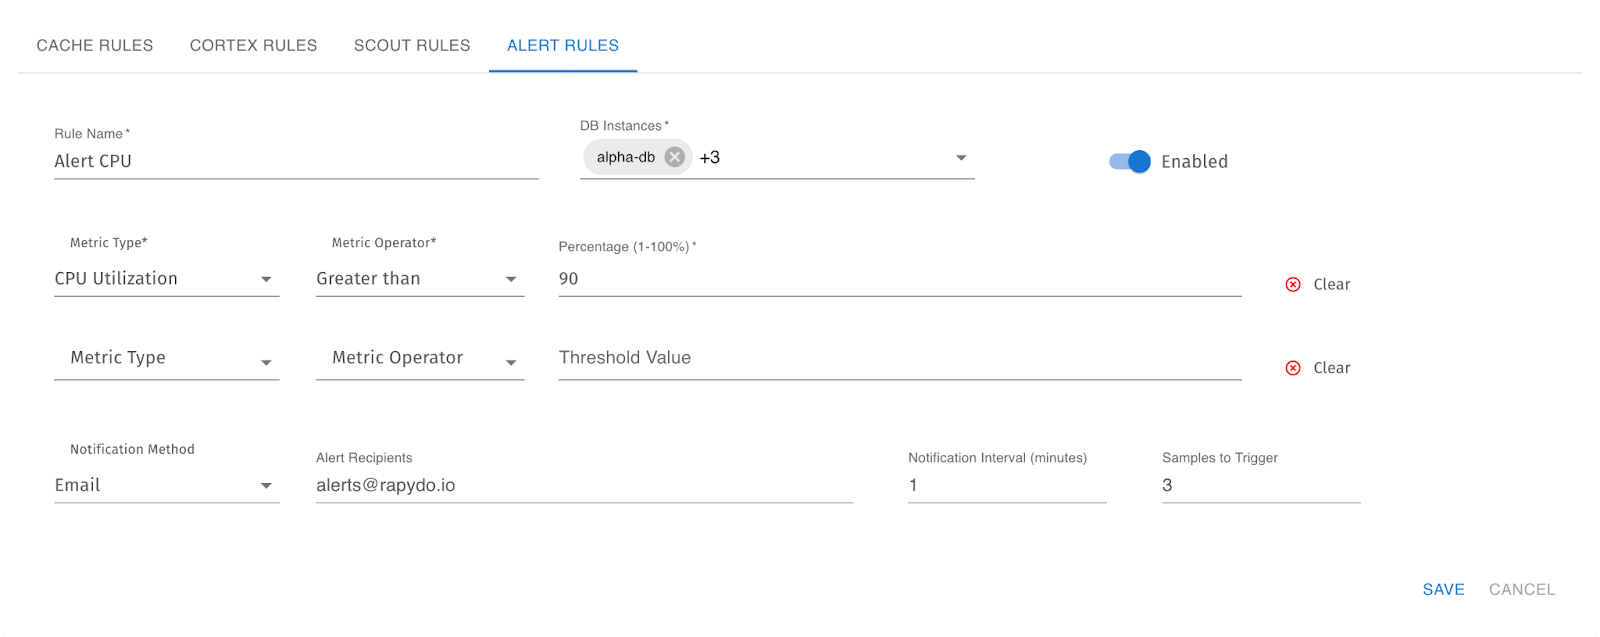 CACHE RULES CORTEX RULES SCOUT RULES ALERT RULES
Rule Name* DB Instances*
Alert CPU alpha-db +3 Enabled
Metric Type* Metric Operator* Percentage (1-100%)*
CPU Utilization Greater than 90 Clear
Metric Type Metric Operator Threshold Value Clear
Notification Method Alert Recipients Notification Interval (minutes) Samples to Trigger
Email alerts@rapydo.io 1 3
SAVE CANCEL